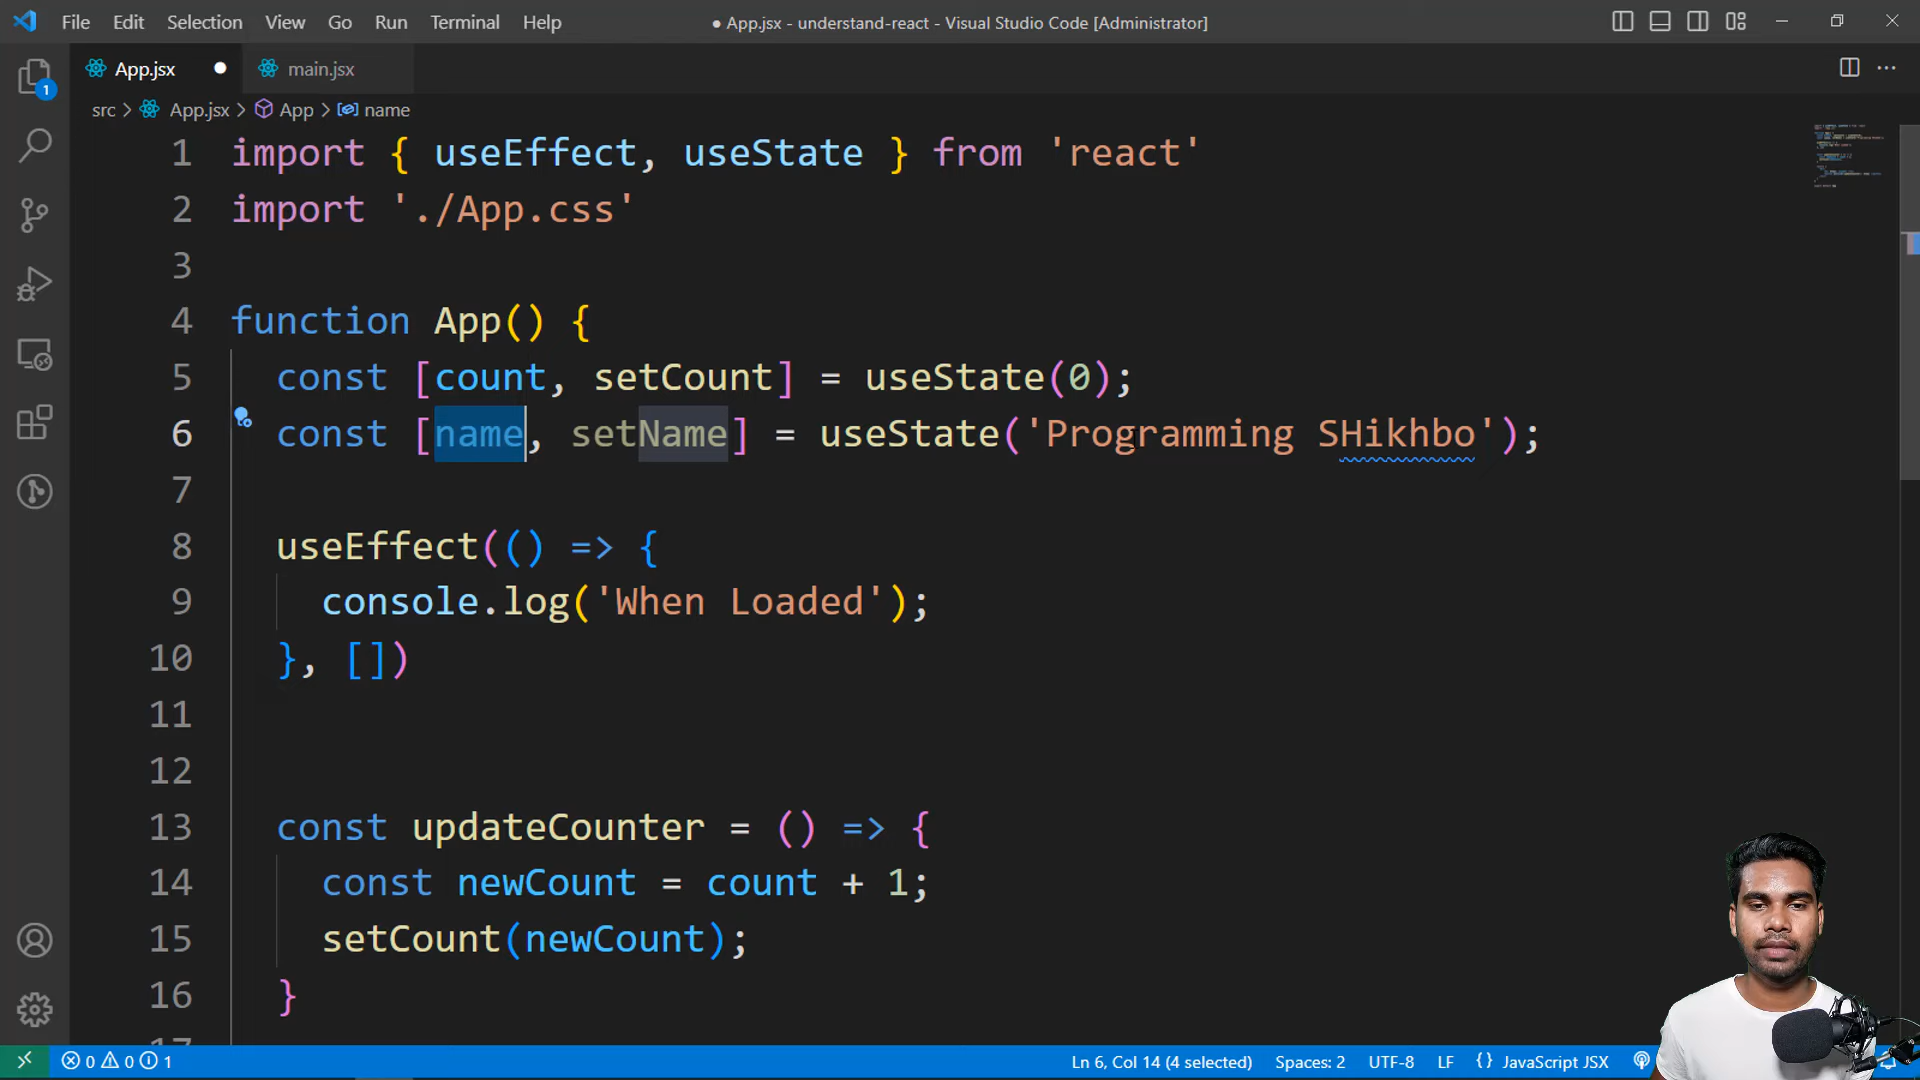 File Edit Selection View Go Run Terminal Help
● App.jsx - understand-react - Visual Studio Code [Administrator]
App.jsx ● main.jsx
1
src > App.jsx > App > name
1 import { useEffect, useState } from 'react'
2 import './App.css'
3
4 function App() {
5 const [count, setCount] = useState(0);
6 const [name, setName] = useState('Programming SHikhbo');
7
8 useEffect(() => {
9 console.log('When Loaded');
10 }, [])
11
12
13 const updateCounter = () => {
14 const newCount = count + 1;
15 setCount(newCount);
16 }
17
0 0 1 Ln 6, Col 14 (4 selected) Spaces: 2 UTF-8 LF {} JavaScript JSX